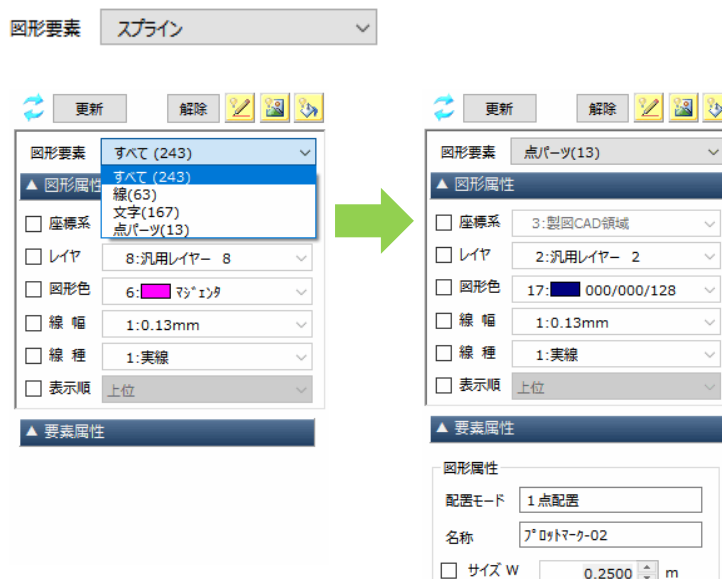 図形要素 スプライン
更新 解除
図形要素 すべて (243)
すべて (243)
線(63)
文字(167)
点パーツ(13)
▲ 図形属性
座標系
レイヤ 8:汎用レイヤー 8
図形色 6: マジェンタ
線 幅 1:0.13mm
線 種 1:実線
表示順 上位
▲ 要素属性
更新 解除
図形要素 点パーツ(13)
▲ 図形属性
座標系 3:製図CAD領域
レイヤ 2:汎用レイヤー 2
図形色 17: 000/000/128
線 幅 1:0.13mm
線 種 1:実線
表示順 上位
▲ 要素属性
図形属性
配置モード 1点配置
名称 プロットマーク-02
サイズ W 0.2500 m